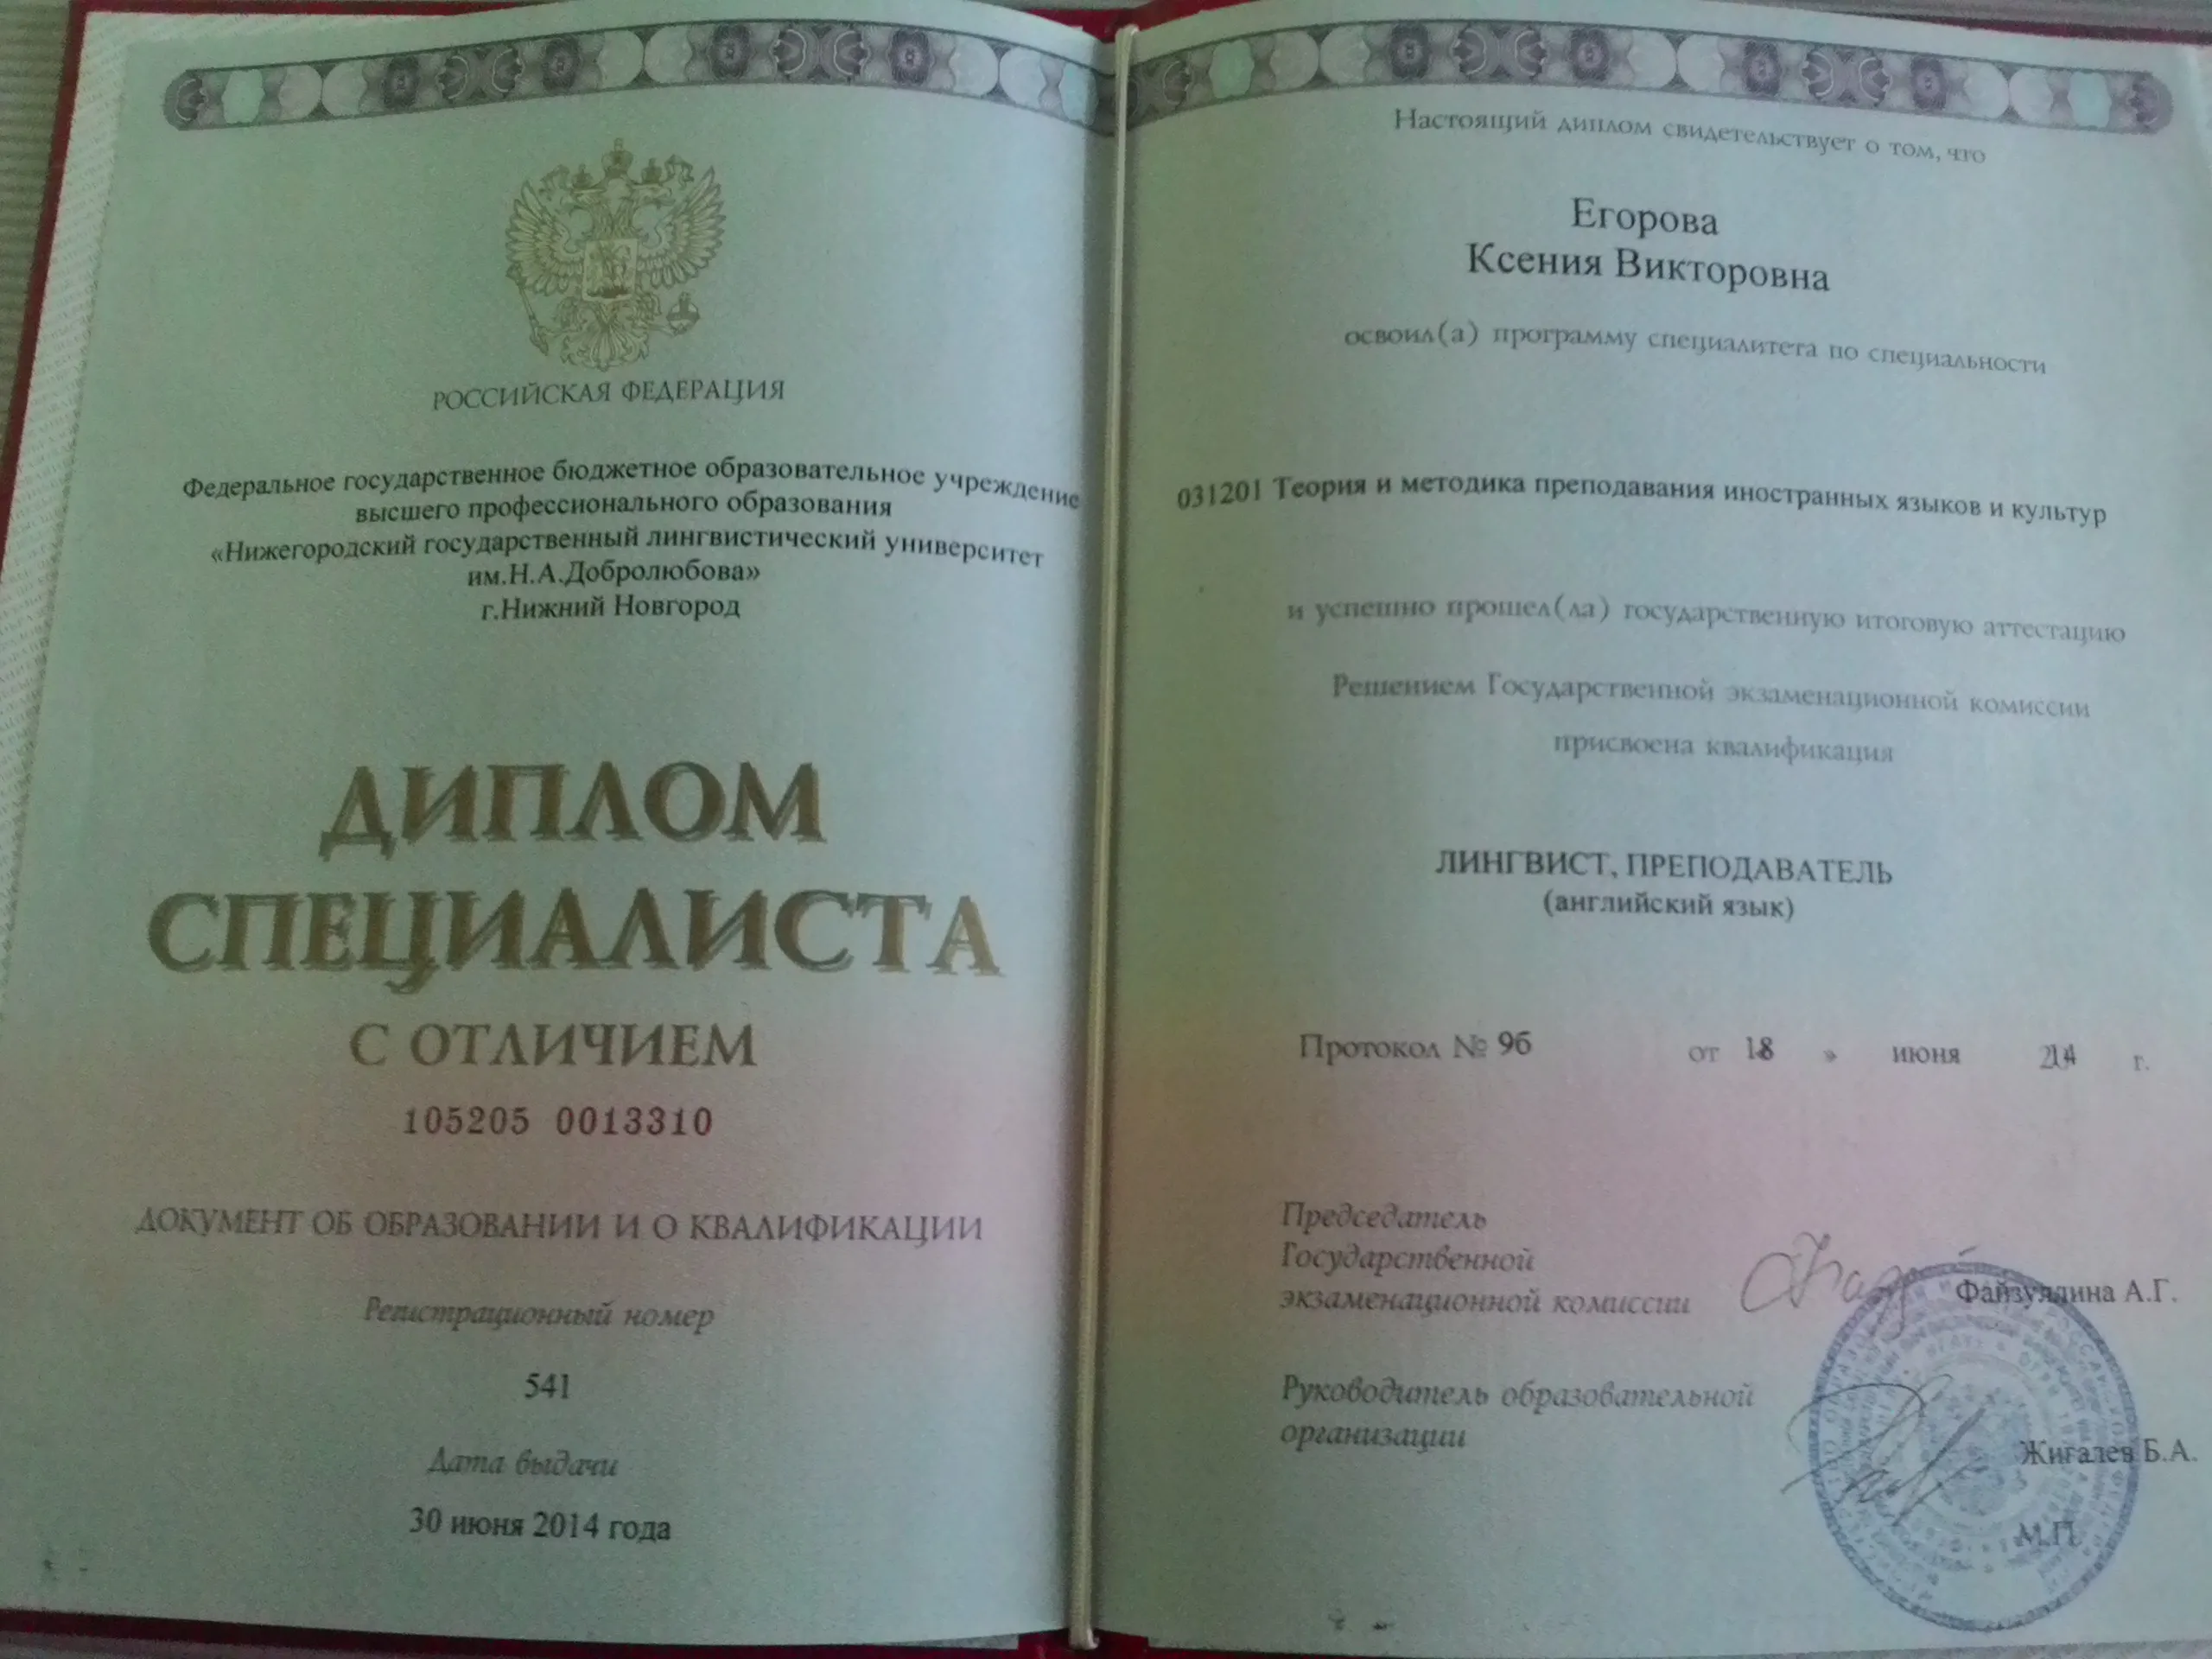 РОССИЙСКАЯ ФЕДЕРАЦИЯ
Федеральное государственное бюджетное образовательное учреждение
высшего профессионального образования
«Нижегородский государственный лингвистический университет
им.Н.А.Добролюбова»
г.Нижний Новгород
ДИПЛОМ
СПЕЦИАЛИСТА
С ОТЛИЧИЕМ
105205 0013310
ДОКУМЕНТ ОБ ОБРАЗОВАНИИ И О КВАЛИФИКАЦИИ
Регистрационный номер
541
Дата выдачи
30 июня 2014 года
Настоящий диплом свидетельствует о том, что
Егорова
Ксения Викторовна
освоил(а) программу специалитета по специальности
031201 Теория и методика преподавания иностранных языков и культур
и успешно прошел(ла) государственную итоговую аттестацию
Решением Государственной экзаменационной комиссии
присвоена квалификация
ЛИНГВИСТ, ПРЕПОДАВАТЕЛЬ
(английский язык)
Протокол № 96 от 18 » июня г.
Председатель
Государственной
экзаменационной комиссии Файзуллина А.Г.
Руководитель образовательной
организации
Жигалев Б.А.
М.П.